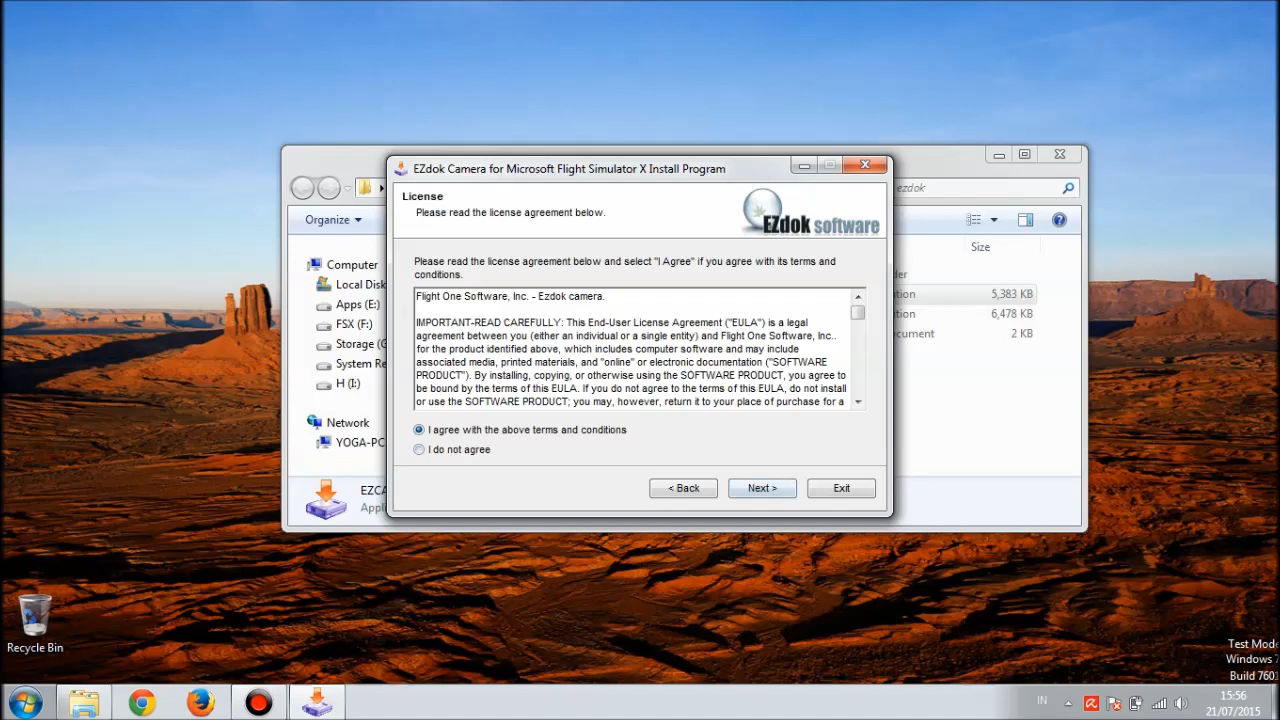 EZdok Camera for Microsoft Flight Simulator X Install Program
License
Please read the license agreement below.
EZdok software
Please read the license agreement below and select "I Agree" if you agree with its terms and
conditions.
Flight One Software, Inc. - Ezdok camera.
IMPORTANT-READ CAREFULLY: This End-User License Agreement ("EULA") is a legal
agreement between you (either an individual or a single entity) and Flight One Software, Inc..
for the product identified above, which includes computer software and may include
associated media, printed materials, and "online" or electronic documentation ("SOFTWARE
PRODUCT"). By installing, copying, or otherwise using the SOFTWARE PRODUCT, you agree to
be bound by the terms of this EULA. If you do not agree to the terms of this EULA, do not install
or use the SOFTWARE PRODUCT; you may, however, return it to your place of purchase for a
I agree with the above terms and conditions
I do not agree
< Back
Next >
Exit
ezdok
Organize
Size
Computer
Local Disk
Apps (E:)
FSX (F:)
Storage (G
System Re
H (I:)
Network
YOGA-PC
der
tion
5,383 KB
tion
6,478 KB
cument
2 KB
EZCA
Appl
Recycle Bin
Test Mod
Windows 7
Build 760
IN
15:56
21/07/2015